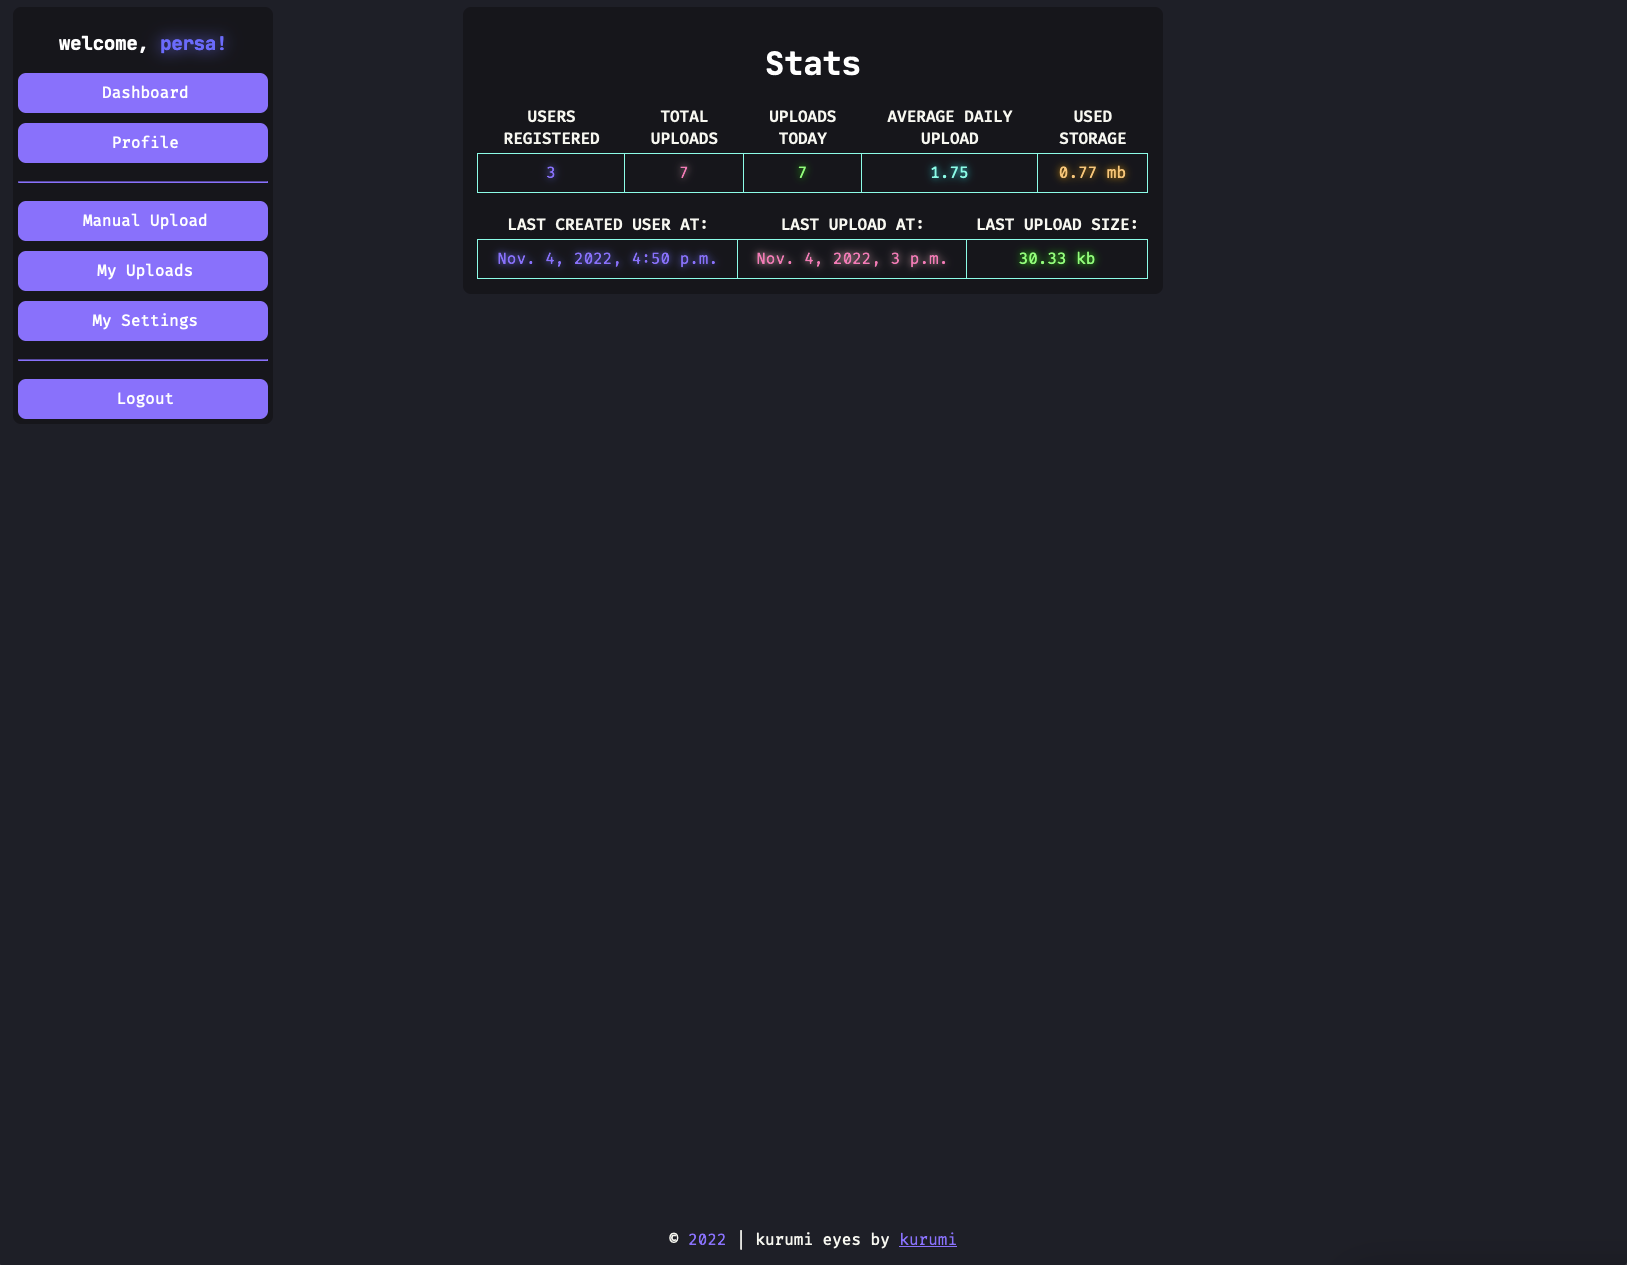 welcome, persa!
Dashboard
Profile
Manual Upload
My Uploads
My Settings
Logout
Stats
USERS REGISTERED
TOTAL UPLOADS
UPLOADS TODAY
AVERAGE DAILY UPLOAD
USED STORAGE
3
7
7
1.75
0.77 mb
LAST CREATED USER AT:
LAST UPLOAD AT:
LAST UPLOAD SIZE:
Nov. 4, 2022, 4:50 p.m.
Nov. 4, 2022, 3 p.m.
30.33 kb
© 2022 | kurumi eyes by kurumi